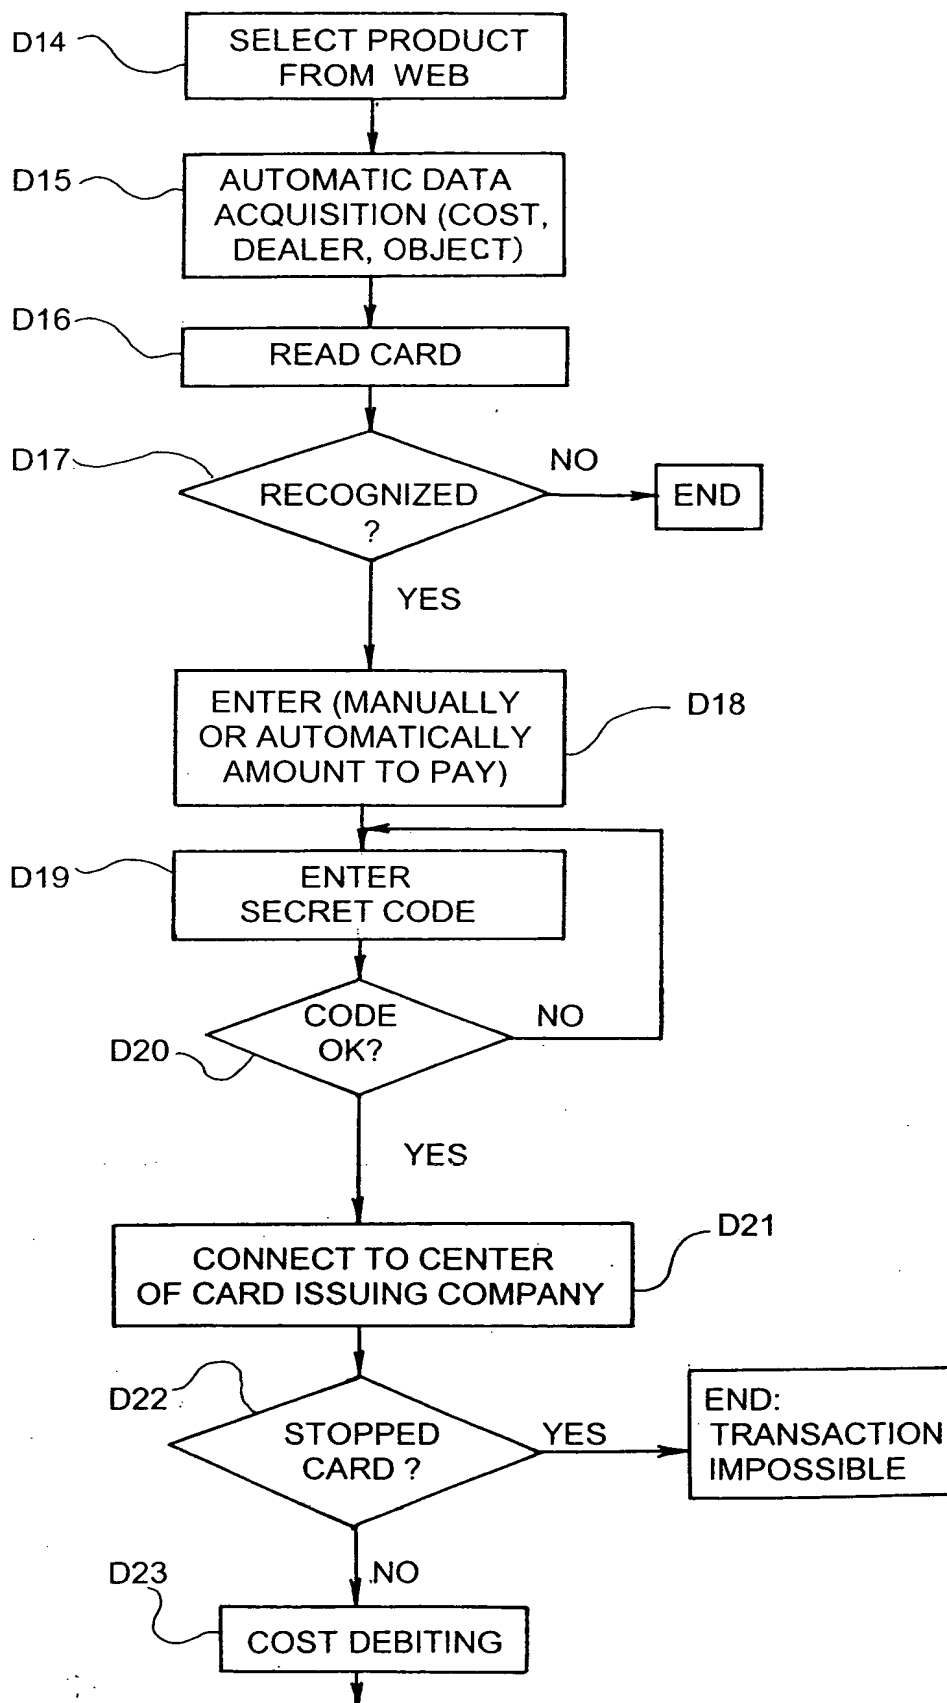 D14
SELECT PRODUCT
FROM WEB
D15
AUTOMATIC DATA
ACQUISITION (COST,
DEALER, OBJECT)
D16
READ CARD
D17
RECOGNIZED
?
NO
END
YES
ENTER (MANUALLY
OR AUTOMATICALLY
AMOUNT TO PAY)
D18
D19
ENTER
SECRET CODE
CODE
OK?
NO
D20
YES
D21
CONNECT TO CENTER
OF CARD ISSUING COMPANY
D22
STOPPED
CARD ?
YES
END:
TRANSACTION
IMPOSSIBLE
NO
D23
COST DEBITING